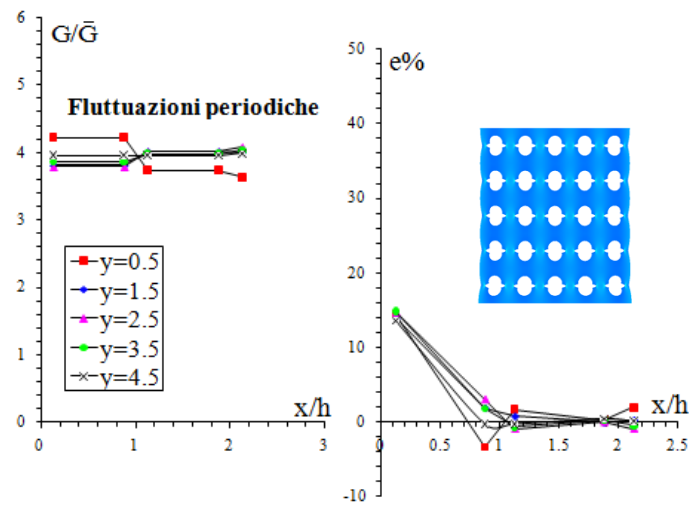 6
G/Ḡ
5
Fluttuazioni periodiche
4
3
y=0.5
y=1.5
2
y=2.5
y=3.5
1
y=4.5
x/h
0
0 1 2 3
50
e%
40
30
20
10
x/h
0
0 0.5 1 1.5 2 2.5
-10